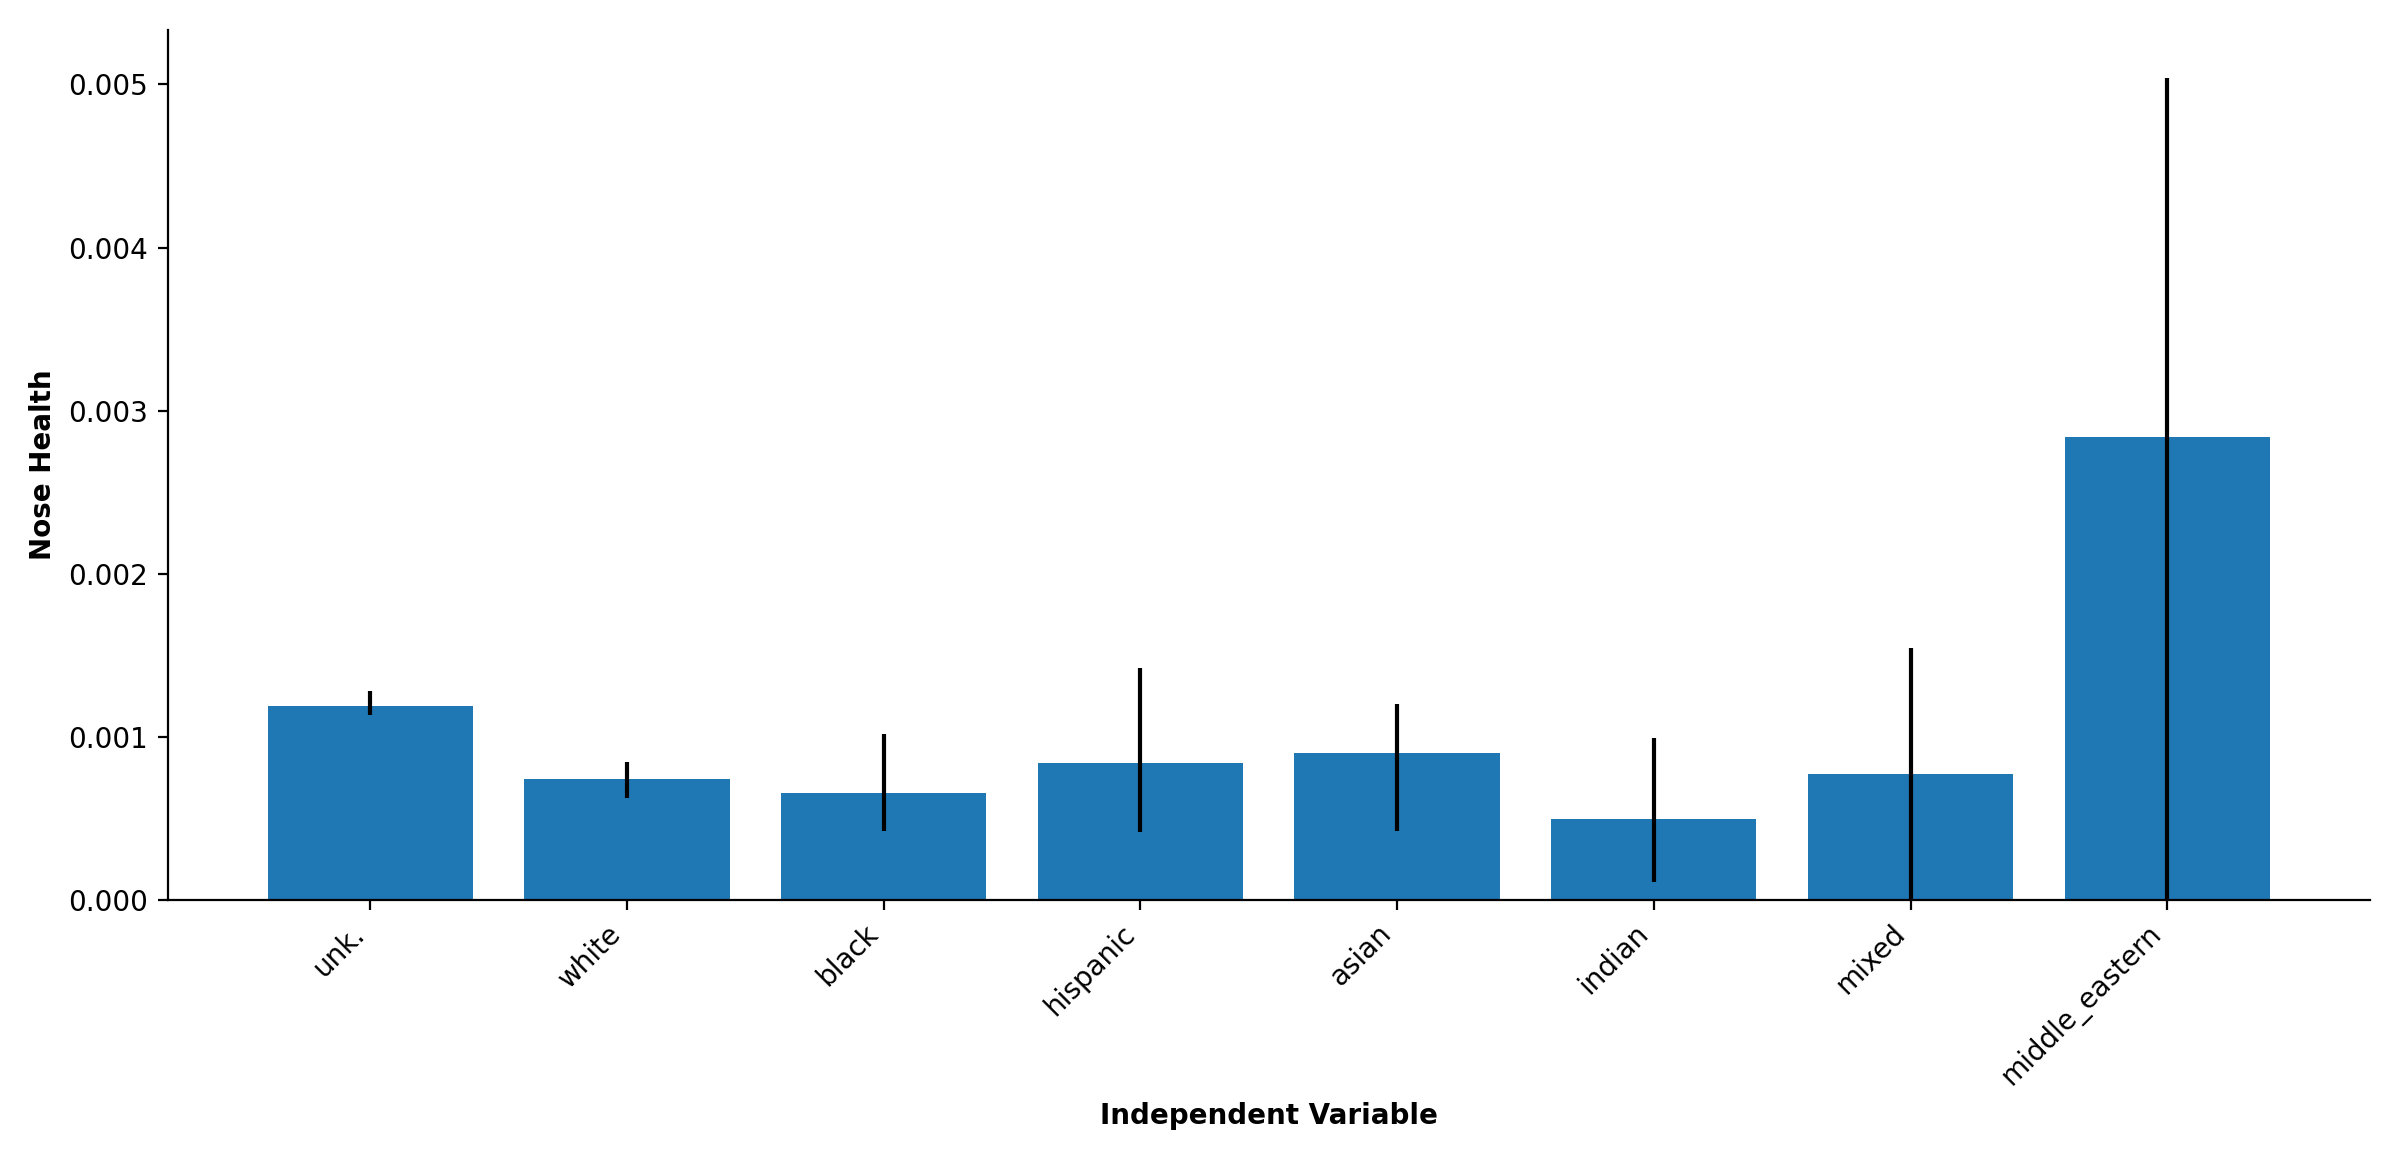 0.005
0.004
0.003
0.002
0.001
0.000
Nose Health
unk.
white
black
hispanic
asian
indian
mixed
middle_eastern
Independent Variable